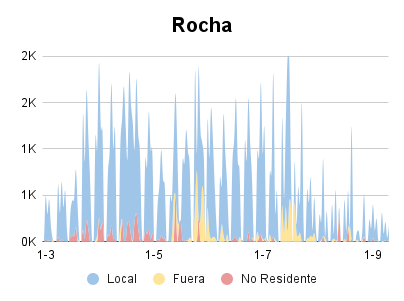 Rocha
2K
2K
1K
1K
0K
1-3 1-5 1-7 1-9
Local Fuera No Residente